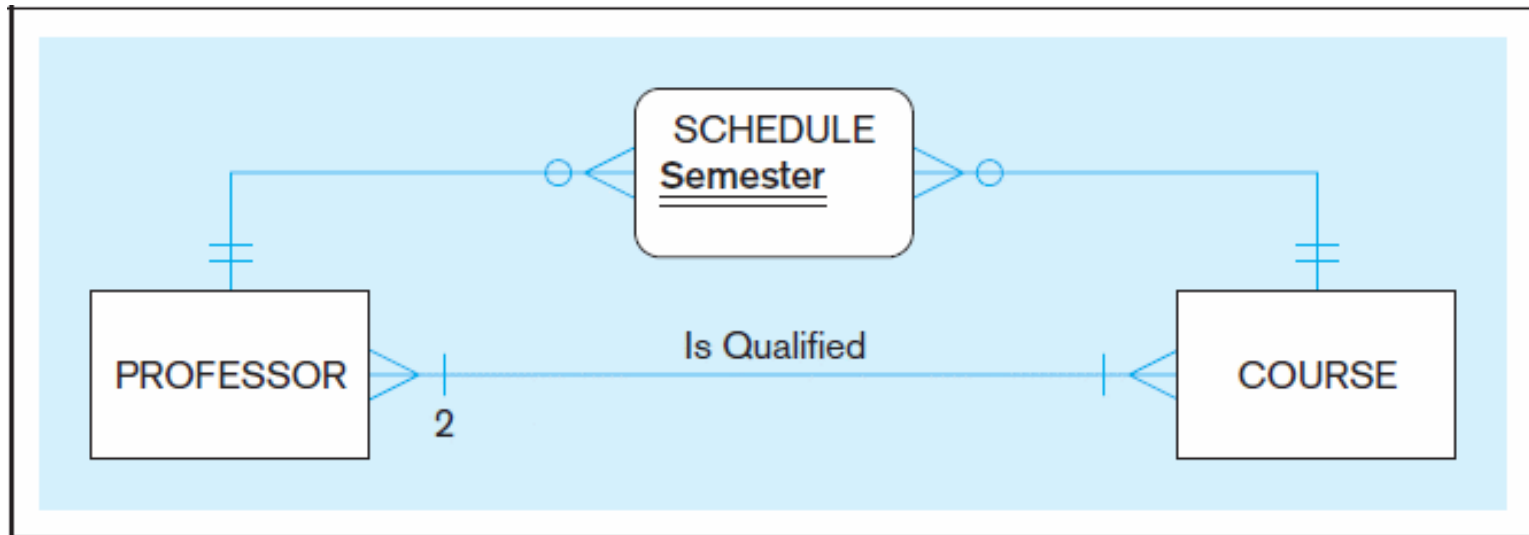 SCHEDULE
Semester
Is Qualified
PROFESSOR
COURSE
2